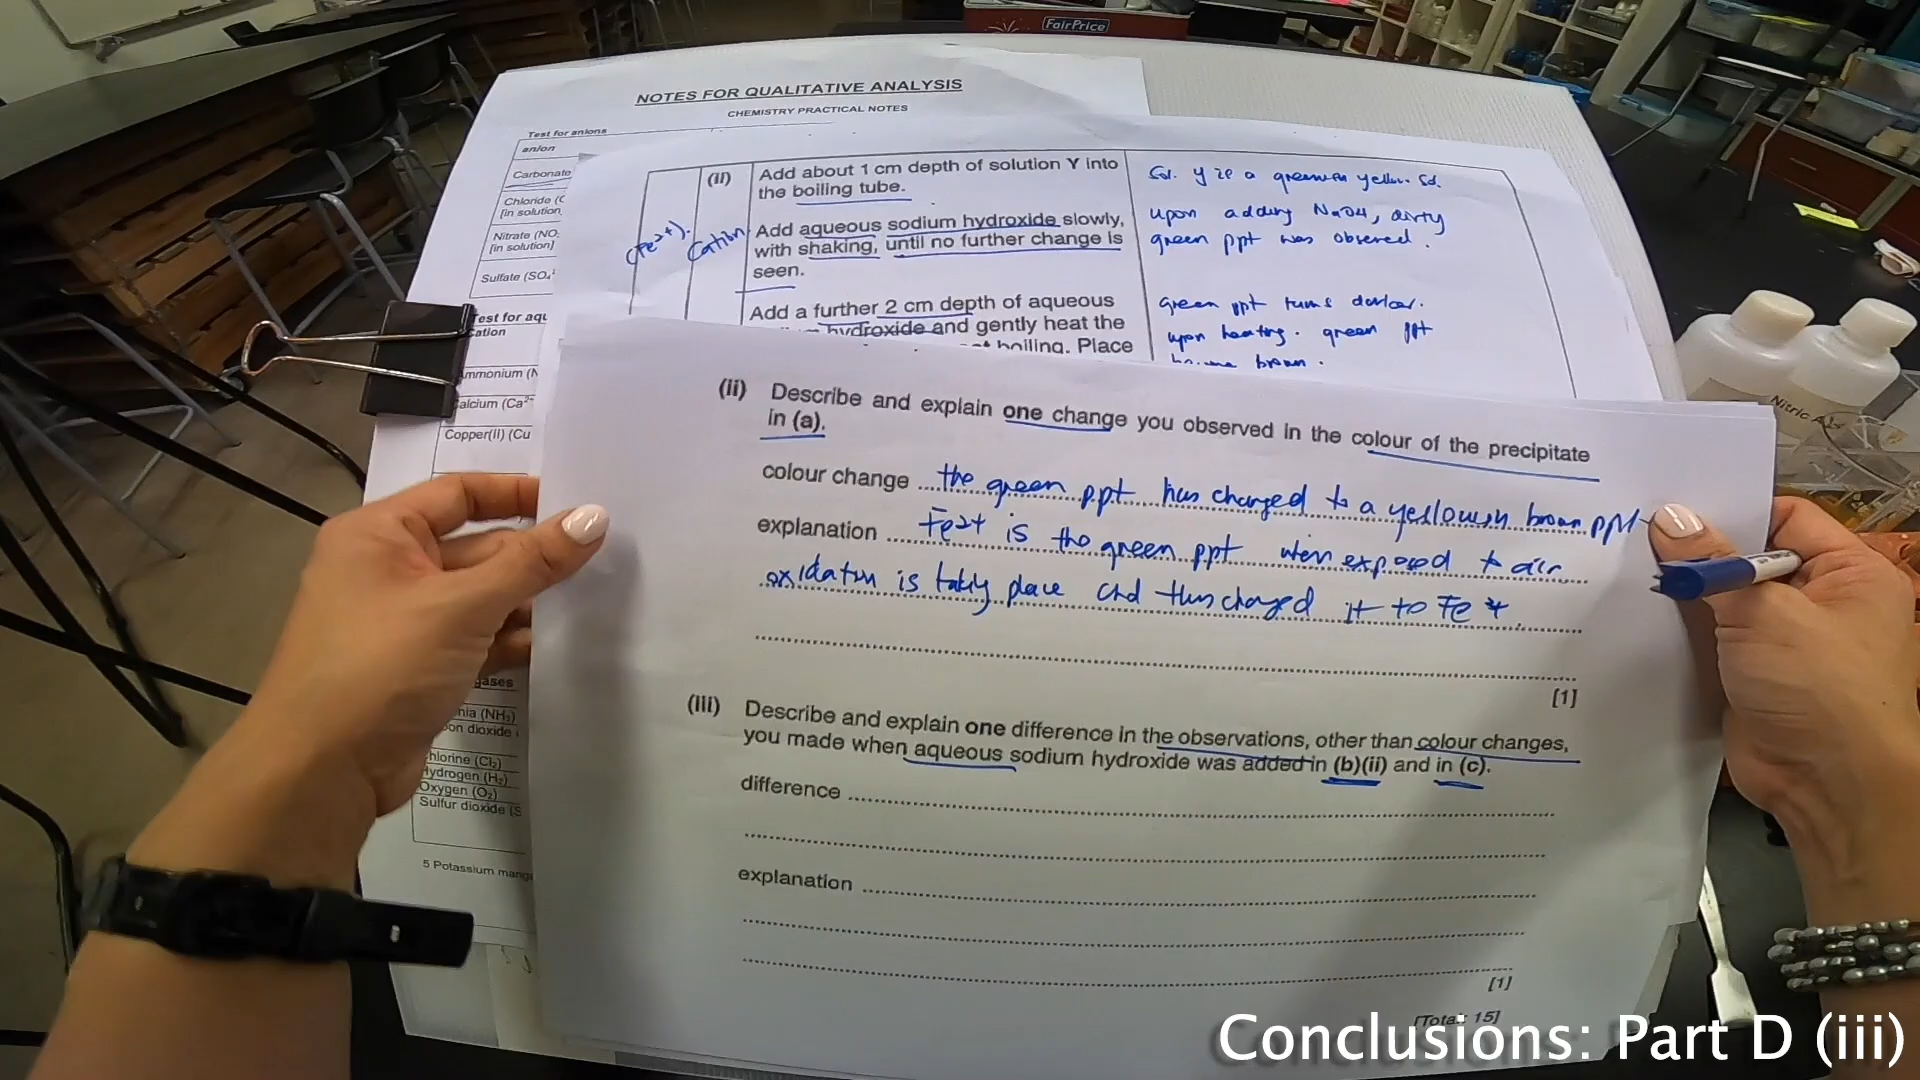 FairPrice
NOTES FOR QUALITATIVE ANALYSIS
CHEMISTRY PRACTICAL NOTES
Test for anions
anion
Carbonate
Chloride (C
[in solution
Nitrate (NO
[in solution]
Sulfate (SO₄
Test for aqu
Cation
Ammonium (N
Calcium (Ca²⁺
Copper(II) (Cu
gases
nia (NH₃)
on dioxide
hlorine (Cl₂)
Hydrogen (H₂)
Oxygen (O₂)
Sulfur dioxide (S
5 Potassium mang
(Fe²⁺).
Cation
(ii) Add about 1 cm depth of solution Y into
the boiling tube.
Add aqueous sodium hydroxide slowly,
with shaking, until no further change is
seen.
Add a further 2 cm depth of aqueous
hydroxide and gently heat the
boiling. Place
Sol. Y is a yellow sol.
upon adding NaOH, dirty
green ppt was observed.
green ppt turns darker.
upon heating. green ppt
brown.
(ii) Describe and explain one change you observed in the colour of the precipitate
in (a).
colour change the green ppt has changed to a yellowish brown ppt
explanation Fe2+ is the green ppt when exposed to air
oxidation is taking place and thus changed it to Fe
[1]
(iii) Describe and explain one difference in the observations, other than colour changes,
you made when aqueous sodium hydroxide was added in (b)(ii) and in (c).
difference
explanation
[1]
[Total: 15]
Nitric
Conclusions: Part D (iii)